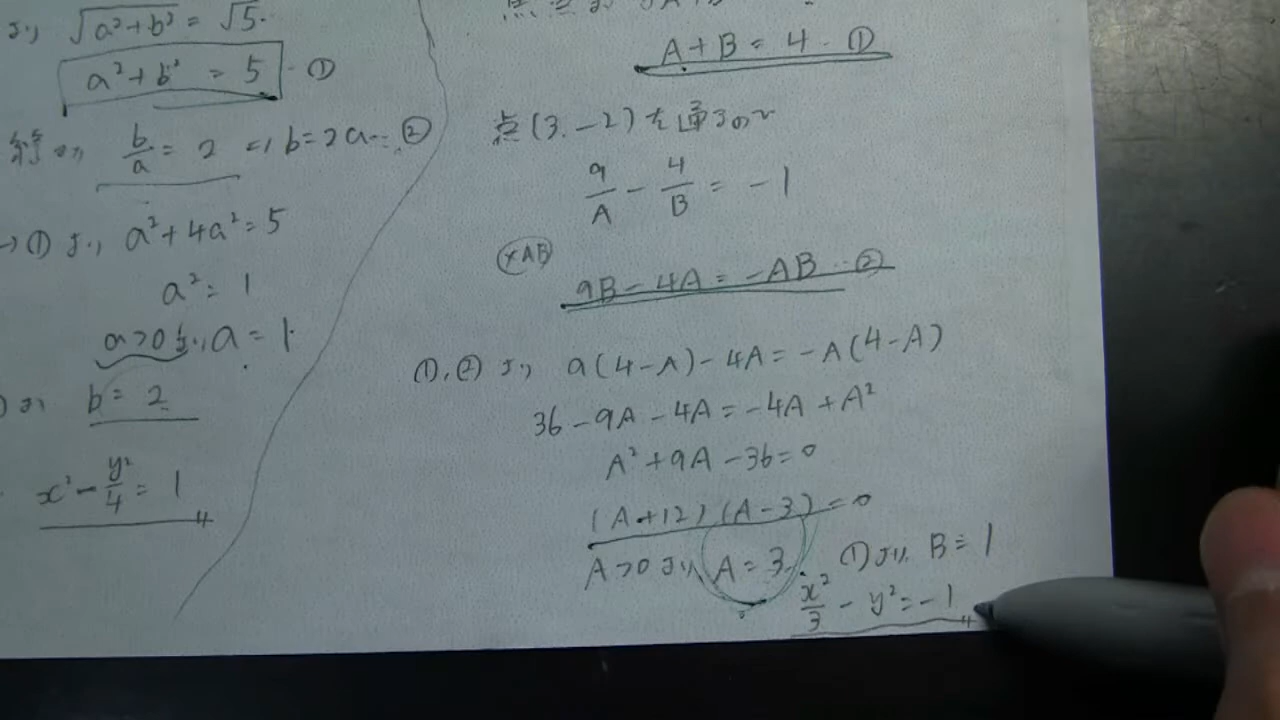 より √a²+b² = √5.
a²+b² = 5 … ①
b/a = 2 ⇒ b=2a … ②
→① より, a²+4a²=5
a² = 1
a>0 より, a=1.
より b = 2
x² - y²/4 = 1
A+B = 4 … ①
点(3.-2)を通るので
9/A - 4/B = -1
×AB
9B-4A = -AB … ②
①,② より 9(4-A)-4A = -A(4-A)
36-9A-4A = -4A+A²
A²+9A-36=0
(A+12)(A-3)=0
A>0 より, A=3. ①より, B=1
x²/3 - y² = -1